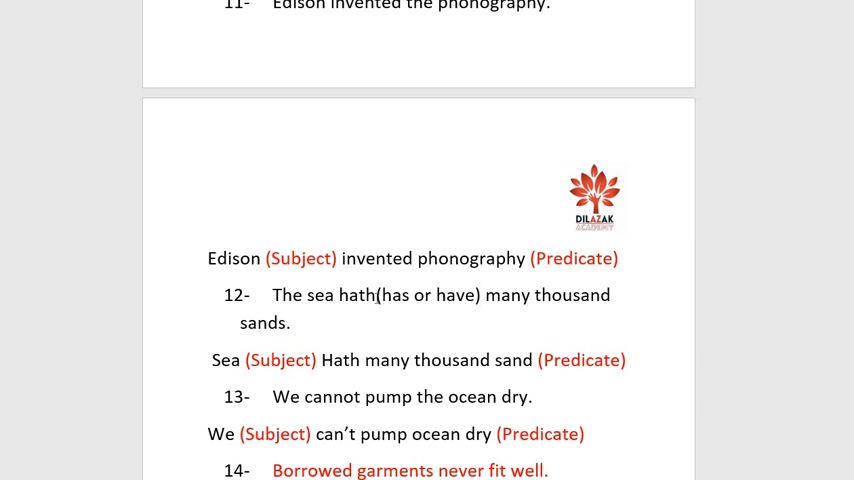 11- Edison invented the phonography.
DILAZAK
ACADEMY
Edison (Subject) invented phonography (Predicate)
12- The sea hath(has or have) many thousand
sands.
Sea (Subject) Hath many thousand sand (Predicate)
13- We cannot pump the ocean dry.
We (Subject) can't pump ocean dry (Predicate)
14- Borrowed garments never fit well.